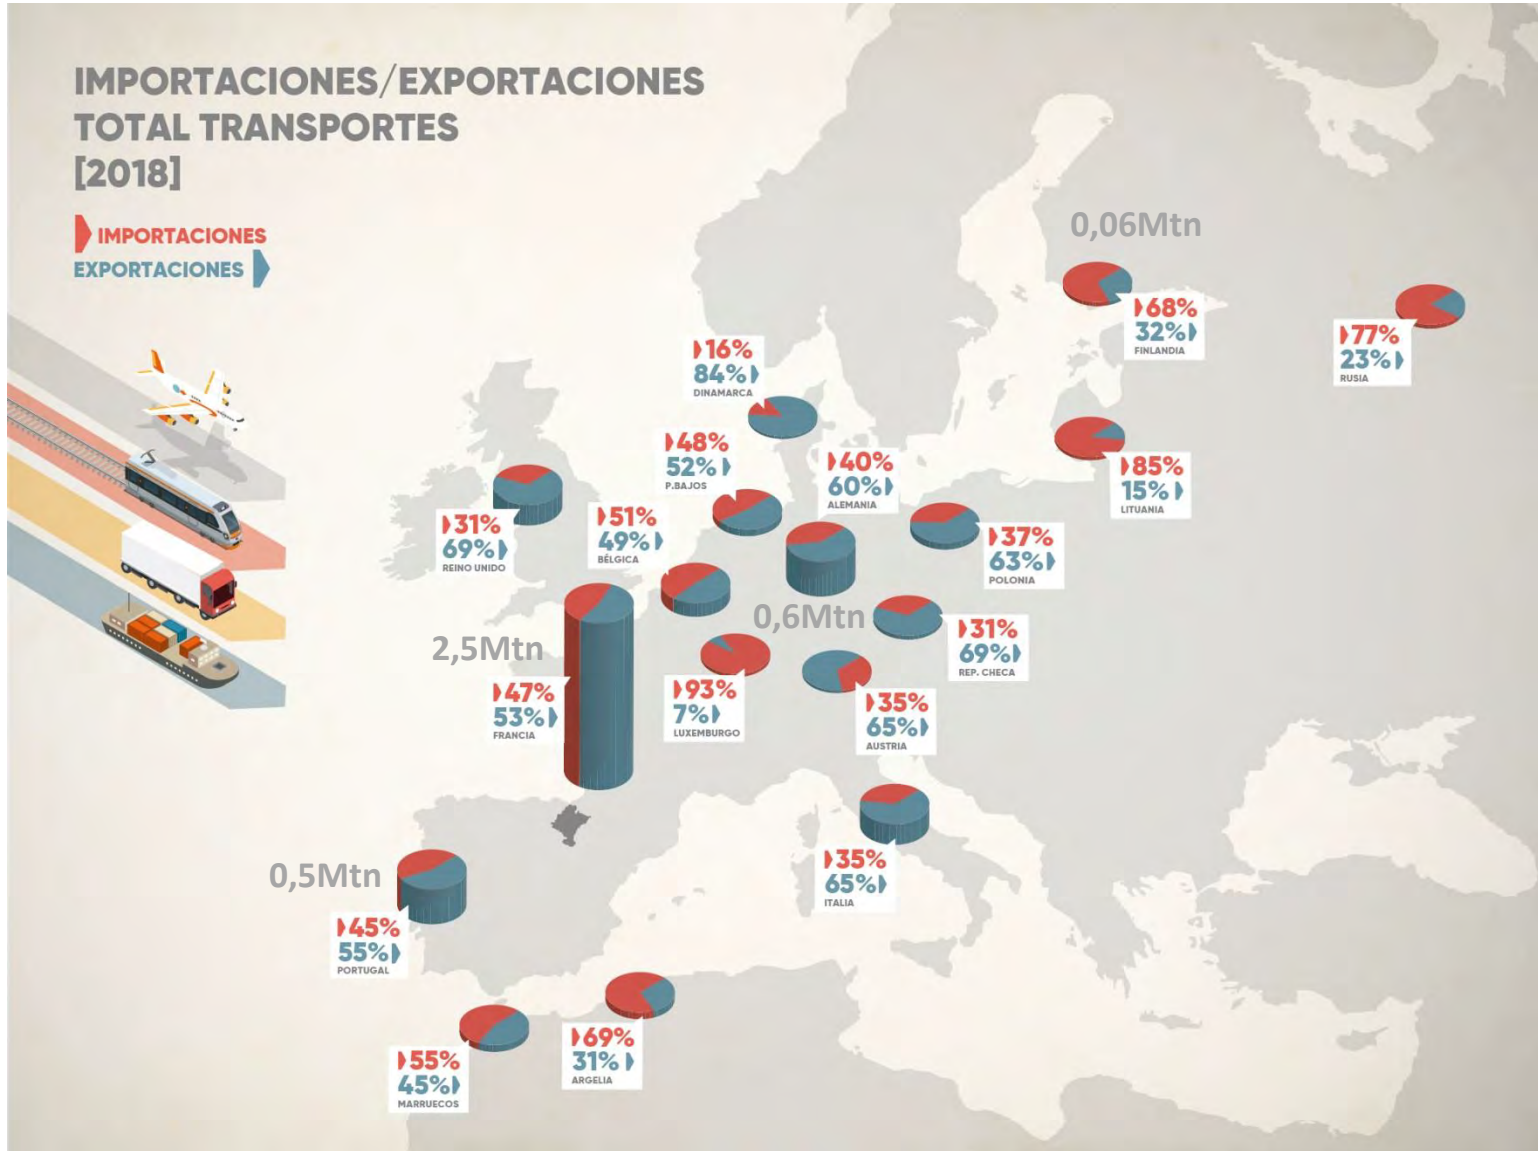 IMPORTACIONES/EXPORTACIONES
TOTAL TRANSPORTES
[2018]
IMPORTACIONES
EXPORTACIONES
0,06Mtn
68%
32%
FINLANDIA
77%
23%
RUSIA
16%
84%
DINAMARCA
48%
52%
P.BAJOS
40%
60%
ALEMANIA
85%
15%
LITUANIA
31%
69%
REINO UNIDO
51%
49%
BÉLGICA
37%
63%
POLONIA
0,6Mtn
31%
69%
REP. CHECA
2,5Mtn
47%
53%
FRANCIA
93%
7%
LUXEMBURGO
35%
65%
AUSTRIA
35%
65%
ITALIA
0,5Mtn
45%
55%
PORTUGAL
55%
45%
MARRUECOS
69%
31%
ARGELIA